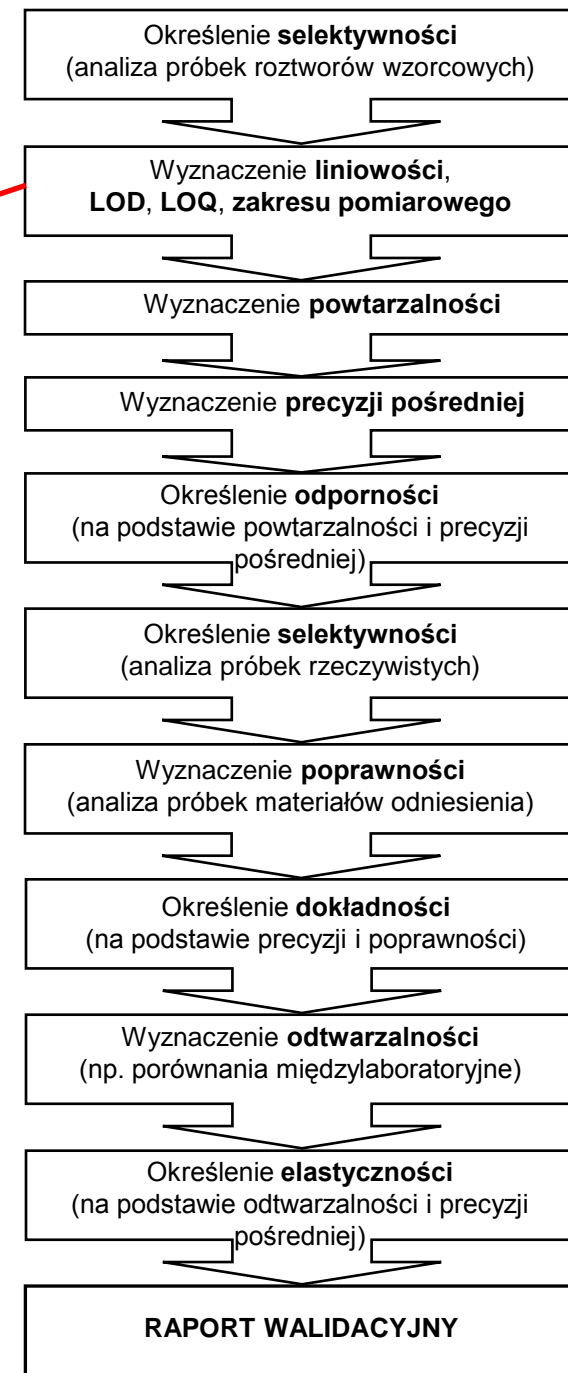 Określenie selektywności
(analiza próbek roztworów wzorcowych)
Wyznaczenie liniowości,
LOD, LOQ, zakresu pomiarowego
Wyznaczenie powtarzalności
Wyznaczenie precyzji pośredniej
Określenie odporności
(na podstawie powtarzalności i precyzji
pośredniej)
Określenie selektywności
(analiza próbek rzeczywistych)
Wyznaczenie poprawności
(analiza próbek materiałów odniesienia)
Określenie dokładności
(na podstawie precyzji i poprawności)
Wyznaczenie odtwarzalności
(np. porównania międzylaboratoryjne)
Określenie elastyczności
(na podstawie odtwarzalności i precyzji
pośredniej)
RAPORT WALIDACYJNY